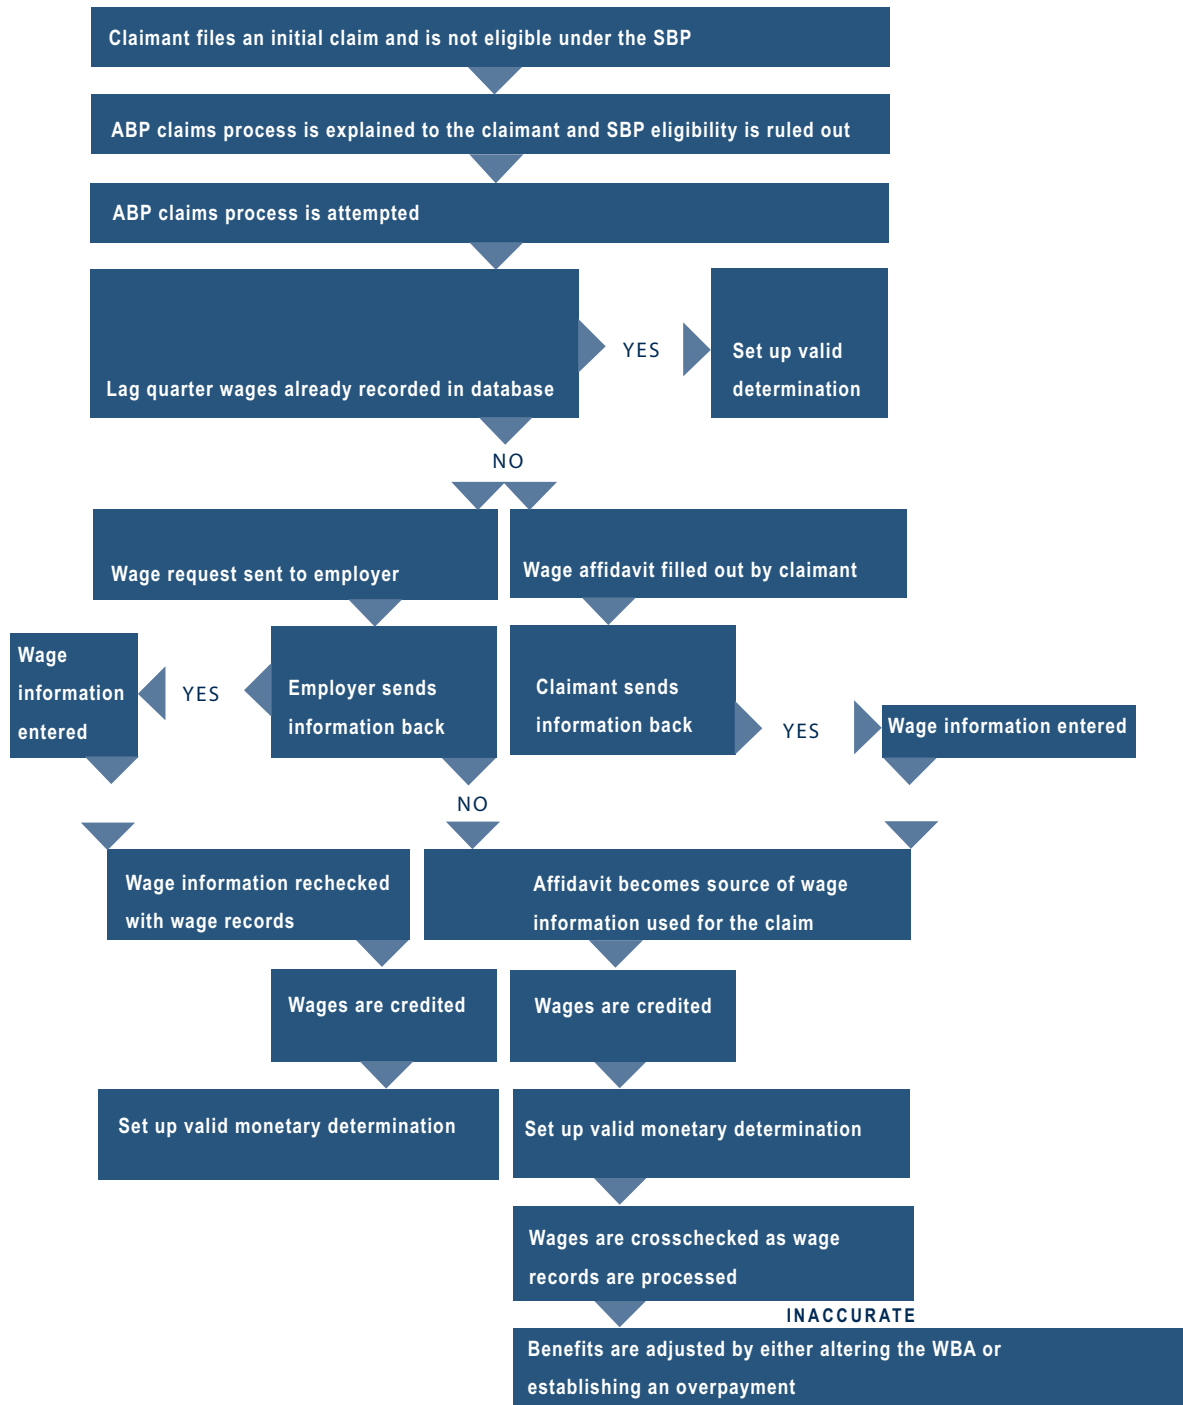 Claimant files an initial claim and is not eligible under the SBP
ABP claims process is explained to the claimant and SBP eligibility is ruled out
ABP claims process is attempted
Lag quarter wages already recorded in database
YES
Set up valid
determination
NO
Wage request sent to employer
Wage affidavit filled out by claimant
Wage
information
entered
YES
Employer sends
information back
Claimant sends
information back
YES
Wage information entered
NO
Wage information rechecked
with wage records
Affidavit becomes source of wage
information used for the claim
Wages are credited
Wages are credited
Set up valid monetary determination
Set up valid monetary determination
Wages are crosschecked as wage
records are processed
INACCURATE
Benefits are adjusted by either altering the WBA or
establishing an overpayment